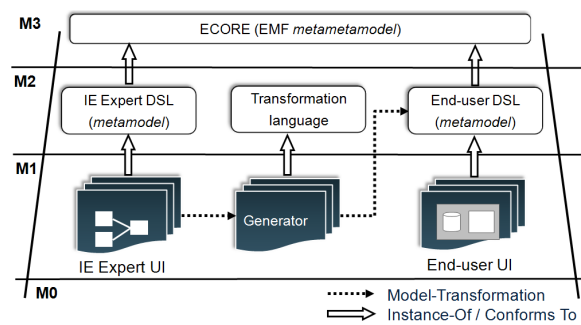 M3
ECORE (EMF metametamodel)
M2
IE Expert DSL
(metamodel)
Transformation
language
End-user DSL
(metamodel)
M1
Generator
IE Expert UI
End-user UI
M0
Model-Transformation
Instance-Of / Conforms To